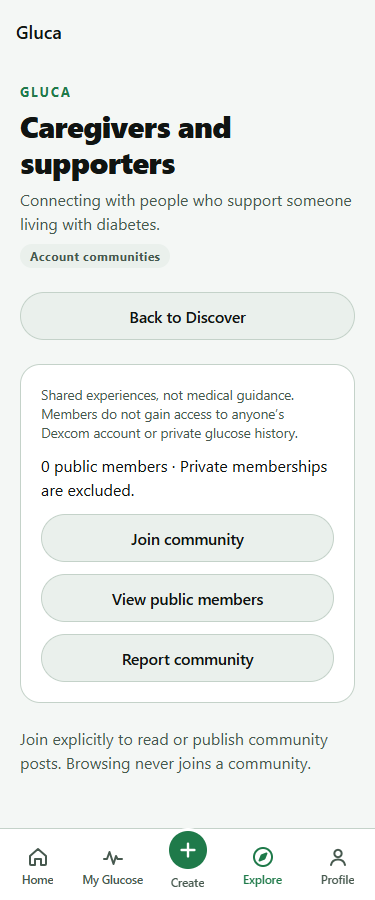 Gluca
GLUCA
Caregivers and
supporters
Connecting with people who support someone
living with diabetes.
Account communities
Back to Discover
Shared experiences, not medical guidance.
Members do not gain access to anyone's
Dexcom account or private glucose history.
0 public members · Private memberships
are excluded.
Join community
View public members
Report community
Join explicitly to read or publish community
posts. Browsing never joins a community.
Home
My Glucose
Create
Explore
Profile